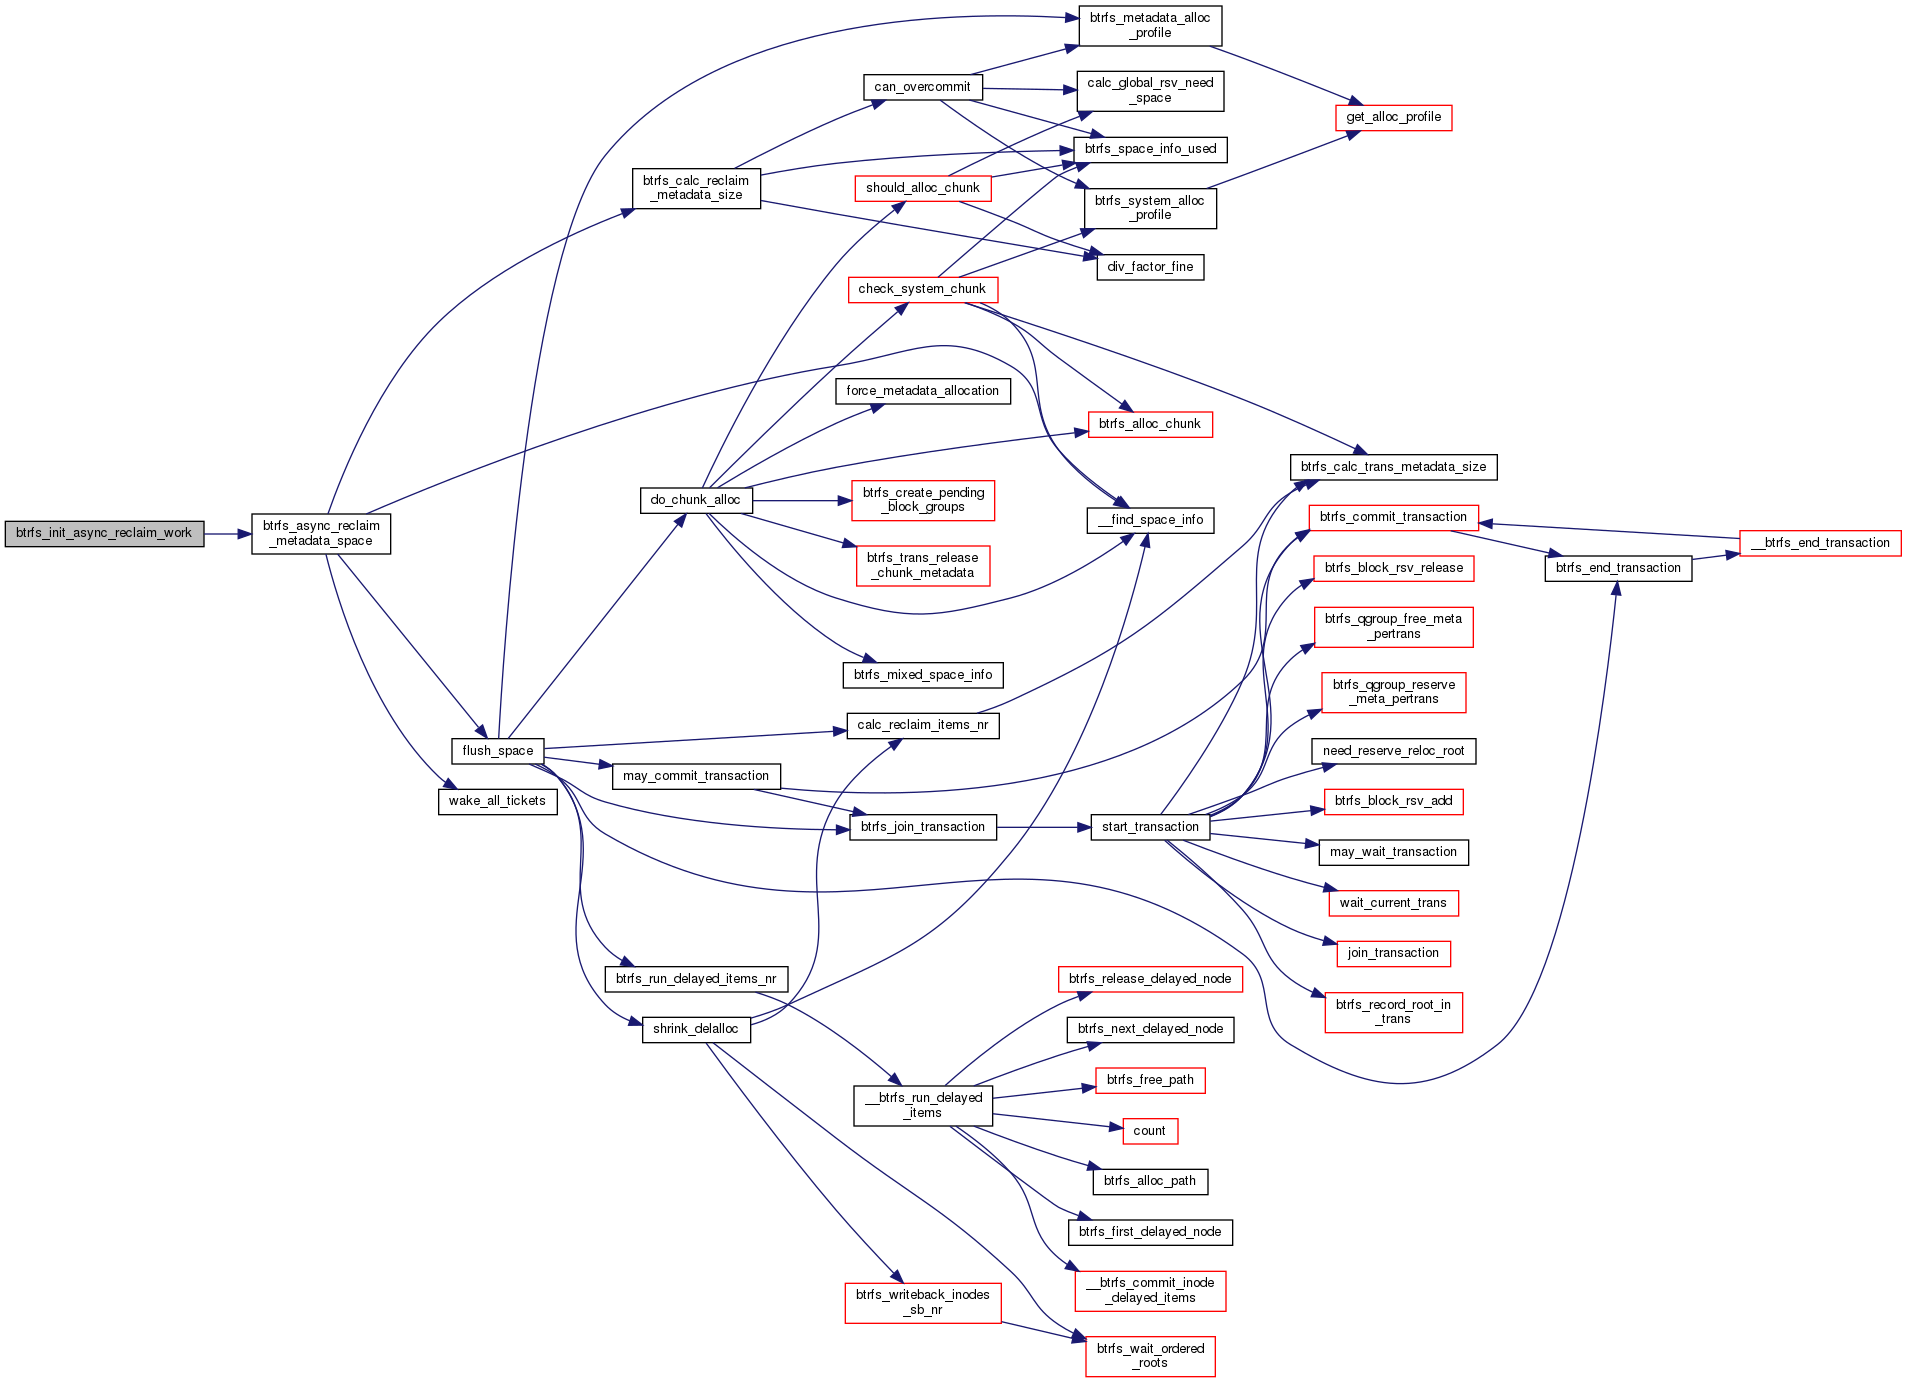 btrfs_init_async_reclaim_work
btrfs_async_reclaim
_metadata_space
btrfs_calc_reclaim
_metadata_size
flush_space
wake_all_tickets
do_chunk_alloc
may_commit_transaction
btrfs_run_delayed_items_nr
shrink_delalloc
can_overcommit
should_alloc_chunk
check_system_chunk
force_metadata_allocation
btrfs_create_pending
_block_groups
btrfs_trans_release
_chunk_metadata
btrfs_mixed_space_info
calc_reclaim_items_nr
btrfs_join_transaction
__btrfs_run_delayed
_items
btrfs_writeback_inodes
_sb_nr
btrfs_metadata_alloc
_profile
calc_global_rsv_need
_space
btrfs_space_info_used
btrfs_system_alloc
_profile
div_factor_fine
btrfs_alloc_chunk
__find_space_info
start_transaction
btrfs_release_delayed_node
btrfs_next_delayed_node
btrfs_free_path
count
btrfs_alloc_path
btrfs_first_delayed_node
__btrfs_commit_inode
_delayed_items
btrfs_wait_ordered
_roots
get_alloc_profile
btrfs_calc_trans_metadata_size
btrfs_commit_transaction
btrfs_block_rsv_release
btrfs_qgroup_free_meta
_pertrans
btrfs_qgroup_reserve
_meta_pertrans
need_reserve_reloc_root
btrfs_block_rsv_add
may_wait_transaction
wait_current_trans
join_transaction
btrfs_record_root_in
_trans
btrfs_end_transaction
__btrfs_end_transaction